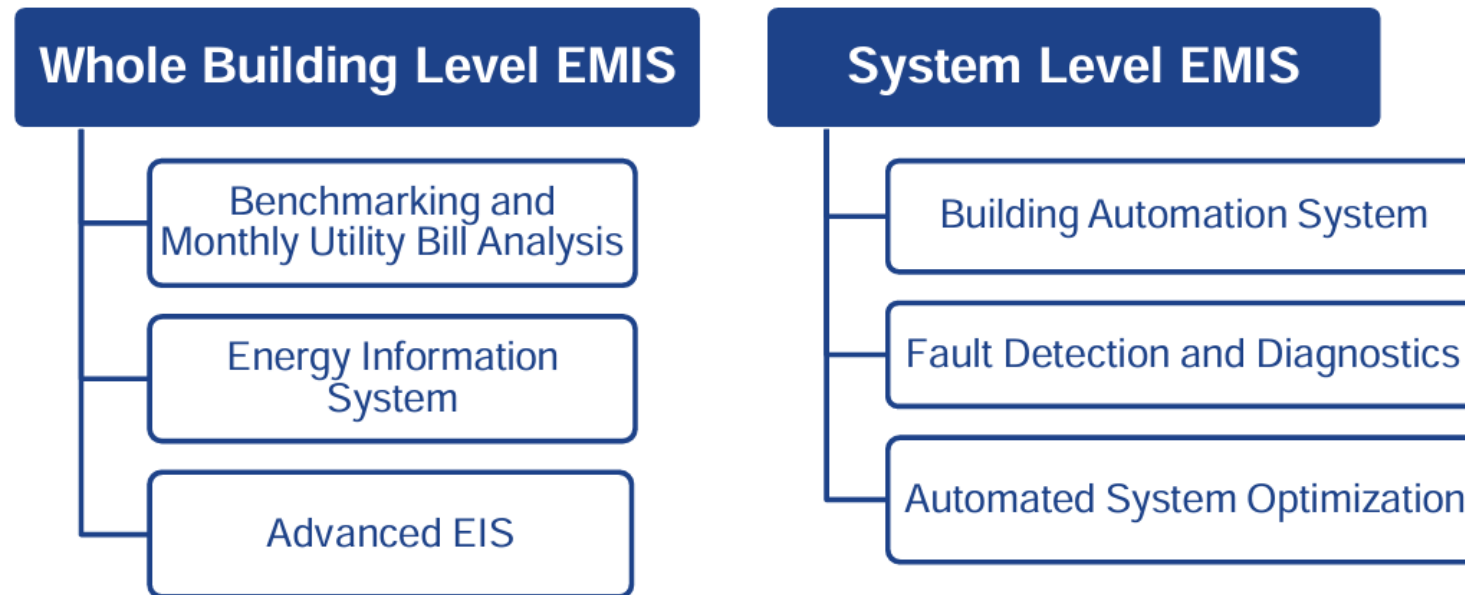 Whole Building Level EMIS
Benchmarking and
Monthly Utility Bill Analysis
Energy Information
System
Advanced EIS
System Level EMIS
Building Automation System
Fault Detection and Diagnostics
Automated System Optimization